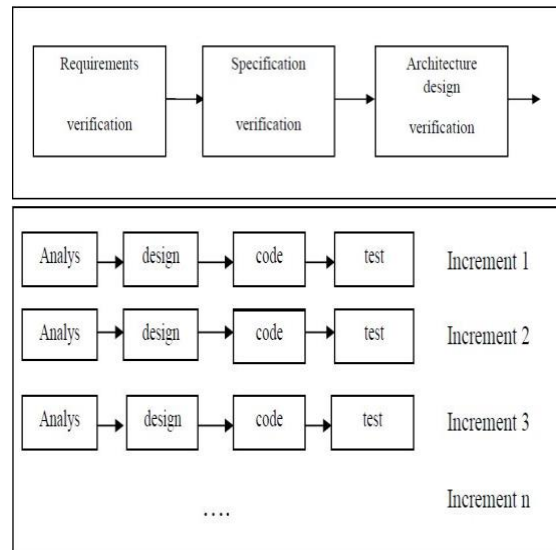 Requirements
verification
Specification
verification
Architecture
design
verification
Analys design code test Increment 1
Analys design code test Increment 2
Analys design code test Increment 3
.... Increment n